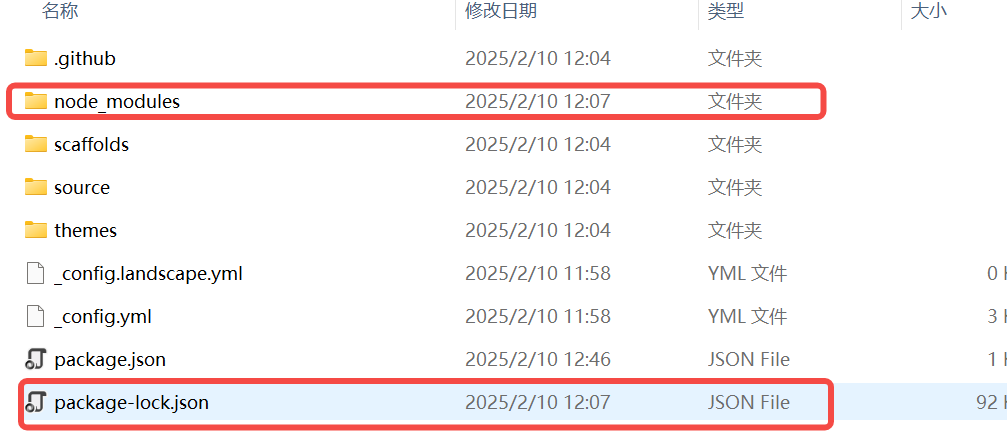 名称 修改日期 类型 大小
.github 2025/2/10 12:04 文件夹
node_modules 2025/2/10 12:07 文件夹
scaffolds 2025/2/10 12:04 文件夹
source 2025/2/10 12:04 文件夹
themes 2025/2/10 12:04 文件夹
_config.landscape.yml 2025/2/10 11:58 YML 文件 0
_config.yml 2025/2/10 11:58 YML 文件 3
package.json 2025/2/10 12:46 JSON File 1
package-lock.json 2025/2/10 12:07 JSON File 92